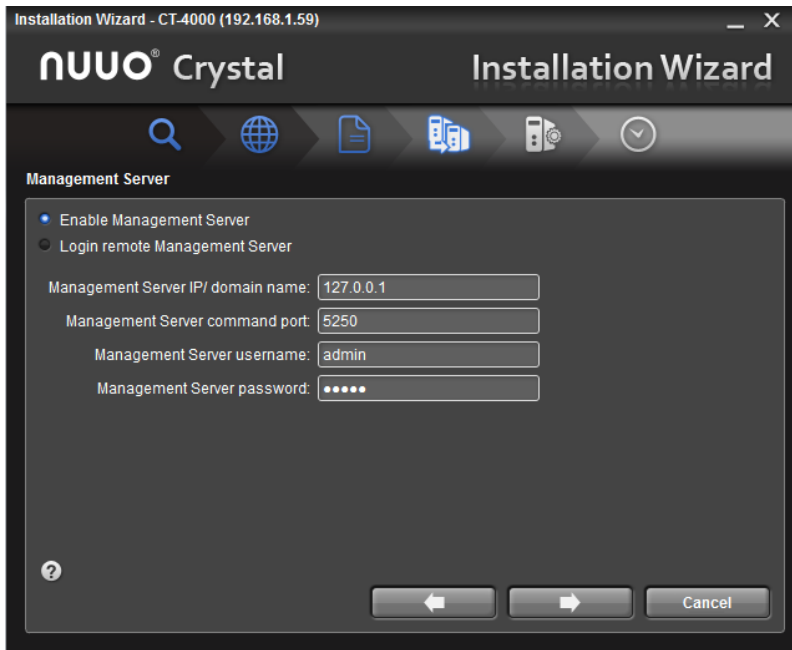 Installation Wizard - CT-4000 (192.168.1.59)
nuuo® Crystal
Installation Wizard
Management Server
Enable Management Server
Login remote Management Server
Management Server IP/ domain name: 127.0.0.1
Management Server command port: 5250
Management Server username: admin
Management Server password: •••••
?
Cancel